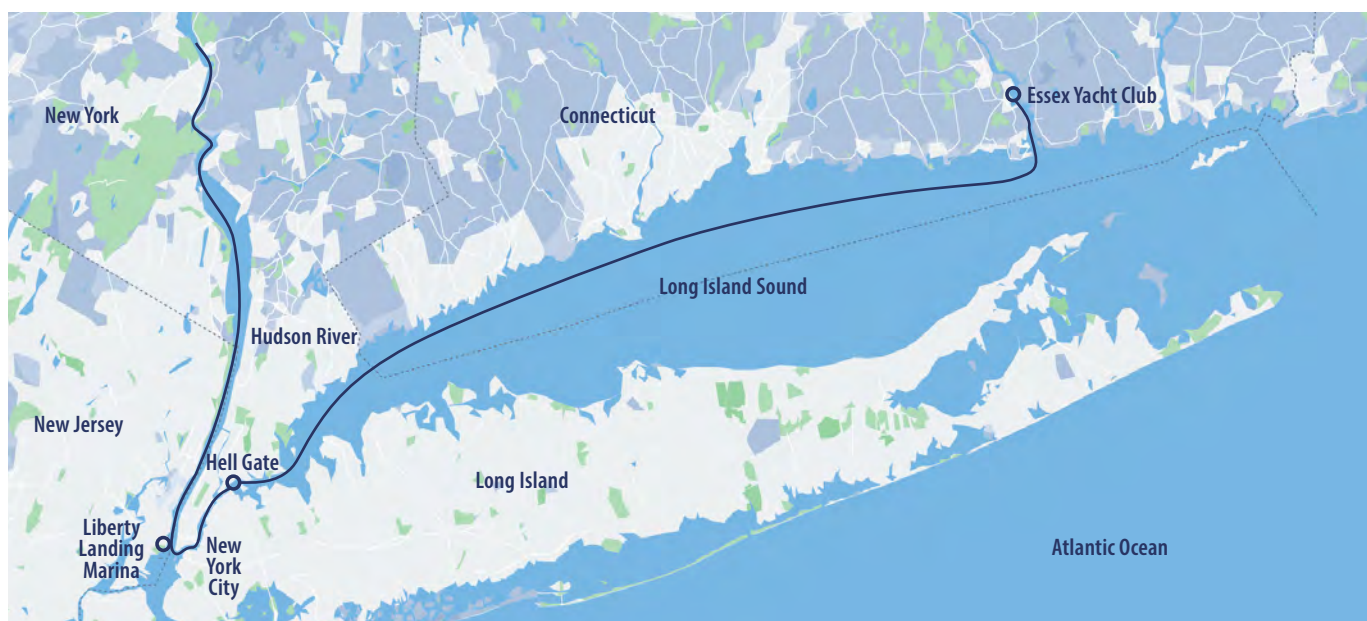 New York
Connecticut
Essex Yacht Club
Long Island Sound
Hudson River
New Jersey
Hell Gate
Long Island
Liberty
Landing
Marina
New
York
City
Atlantic Ocean